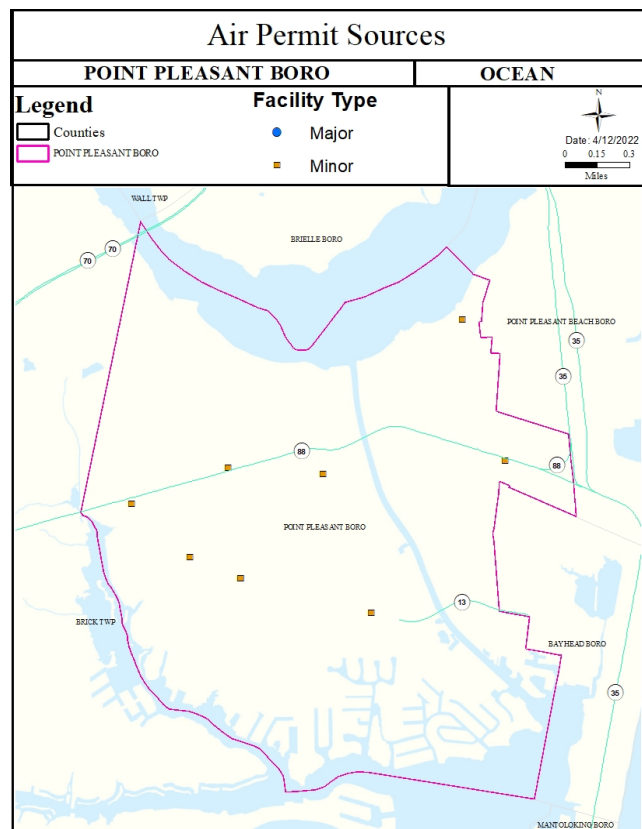 Air Permit Sources
POINT PLEASANT BORO
OCEAN
Legend
Counties
POINT PLEASANT BORO
Facility Type
Major
Minor
N
Date: 4/12/2022
0 0.15 0.3
Miles
WALL TWP
BRIELLE BORO
70
70
POINT PLEASANT BEACH BORO
35
35
88
88
POINT PLEASANT BORO
13
BRICK TWP
BAY HEAD BORO
35
MANTOLOKING BORO